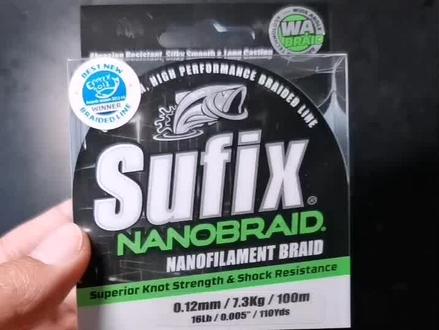 Abrasion Resistant, Silky Smooth & Long Casting
WA
BRAID
BEST NEW
WINNER
BRAIDED LINE
HIGH PERFORMANCE BRAIDED LINE
Sufix®
NANOBRAID®
NANOFILAMENT BRAID
Superior Knot Strength & Shock Resistance
0.12mm / 7.3Kg / 100m
16Lb / 0.005" / 110Yds